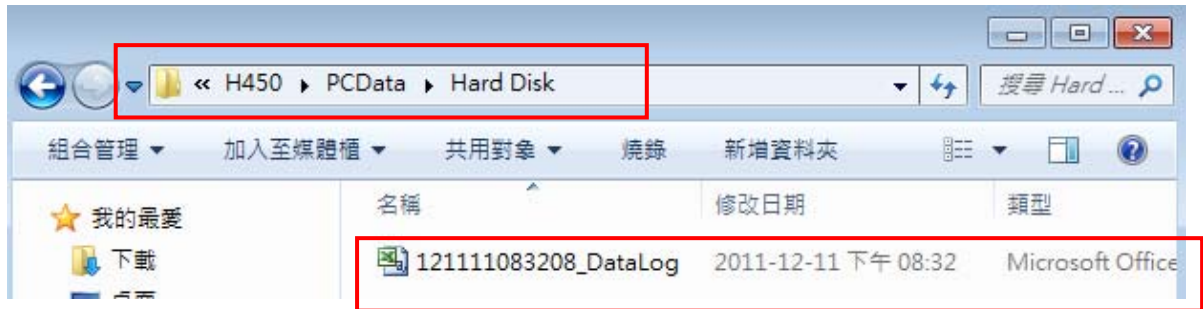 « H450 ▸ PCData ▸ Hard Disk 搜尋 Hard ...
組合管理 加入至媒體櫃 共用對象 燒錄 新增資料夾
我的最愛 名稱 修改日期 類型
下載 121111083208_DataLog 2011-12-11 下午 08:32 Microsoft Office